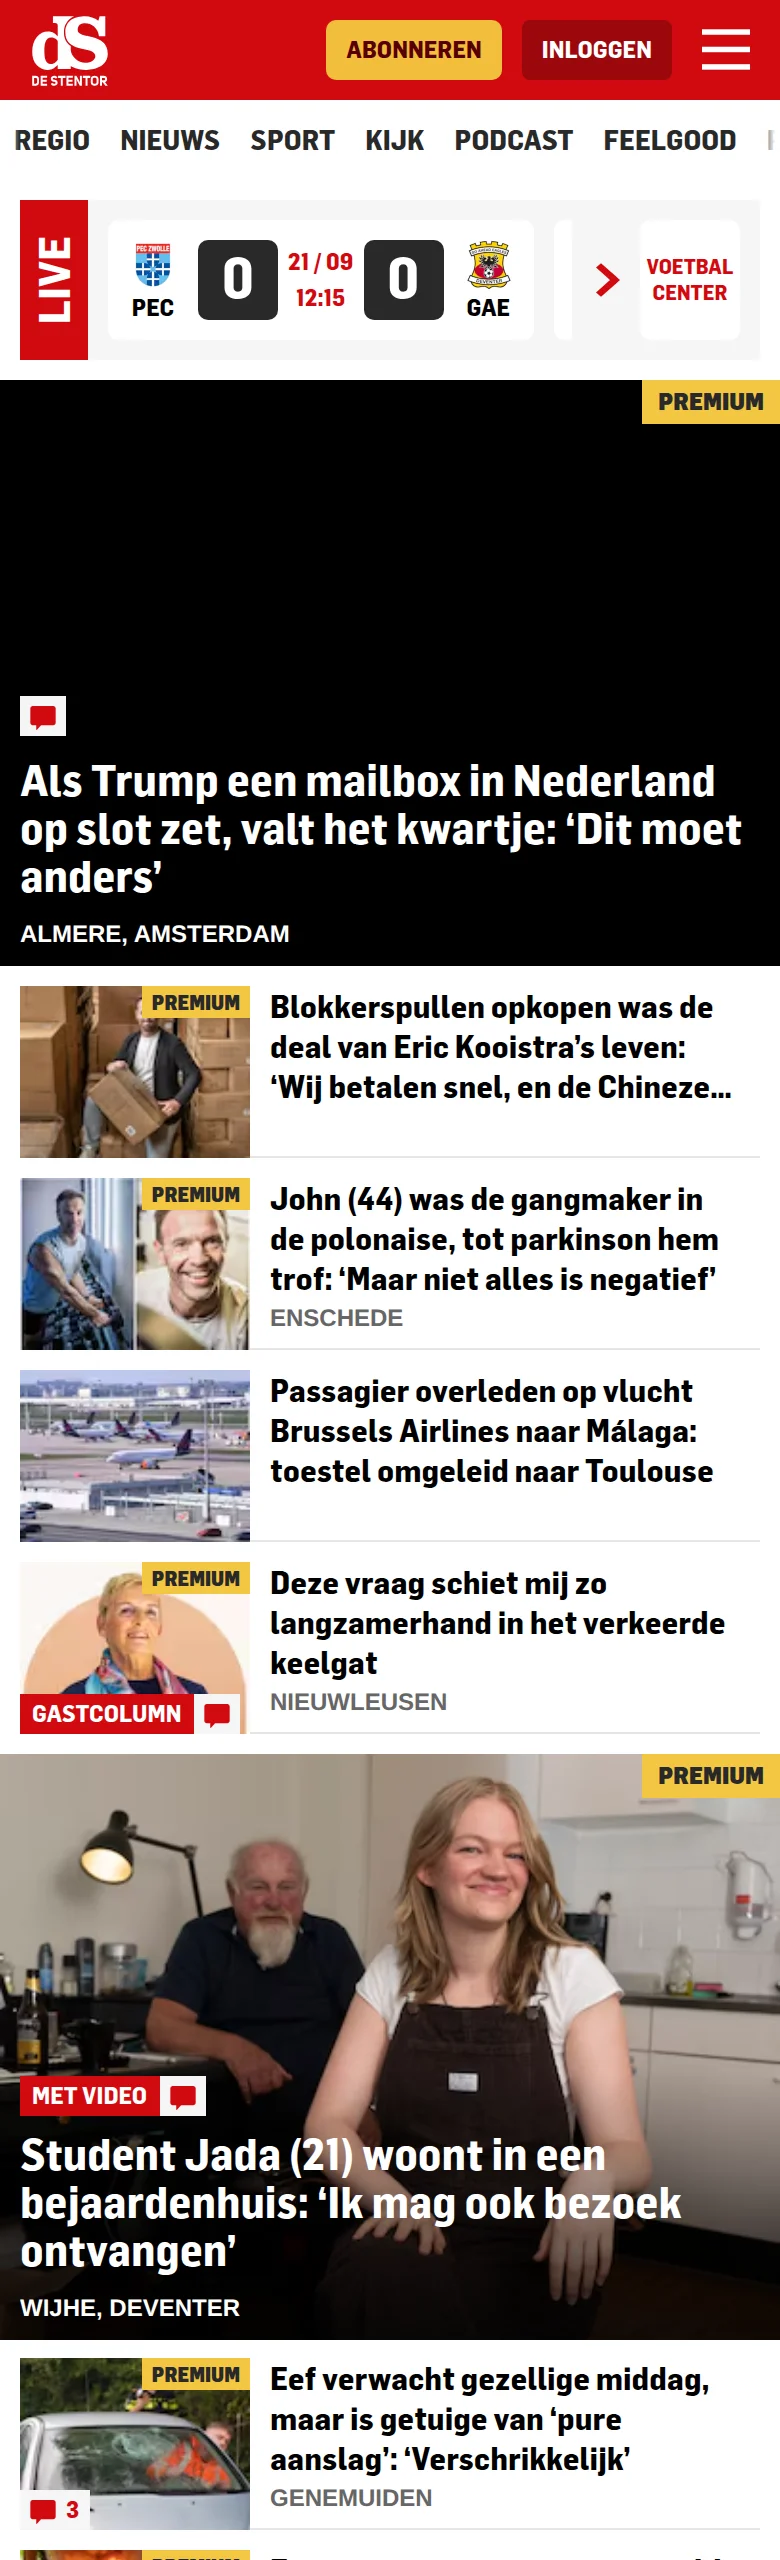 dS
DE STENTOR
ABONNEREN
INLOGGEN
REGIO NIEUWS SPORT KIJK PODCAST FEELGOOD
LIVE
PEC ZWOLLE
PEC
0
21 / 09
12:15
0
GAE
VOETBAL
CENTER
PREMIUM
Als Trump een mailbox in Nederland
op slot zet, valt het kwartje: ‘Dit moet
anders’
ALMERE, AMSTERDAM
PREMIUM
Blokkerspullen opkopen was de
deal van Eric Kooistra’s leven:
‘Wij betalen snel, en de Chineze...
PREMIUM
John (44) was de gangmaker in
de polonaise, tot parkinson hem
trof: ‘Maar niet alles is negatief’
ENSCHEDE
Passagier overleden op vlucht
Brussels Airlines naar Málaga:
toestel omgeleid naar Toulouse
PREMIUM
GASTCOLUMN
Deze vraag schiet mij zo
langzamerhand in het verkeerde
keelgat
NIEUWLEUSEN
PREMIUM
MET VIDEO
Student Jada (21) woont in een
bejaardenhuis: ‘Ik mag ook bezoek
ontvangen’
WIJHE, DEVENTER
PREMIUM
3
Eef verwacht gezellige middag,
maar is getuige van ‘pure
aanslag’: ‘Verschrikkelijk’
GENEMUIDEN